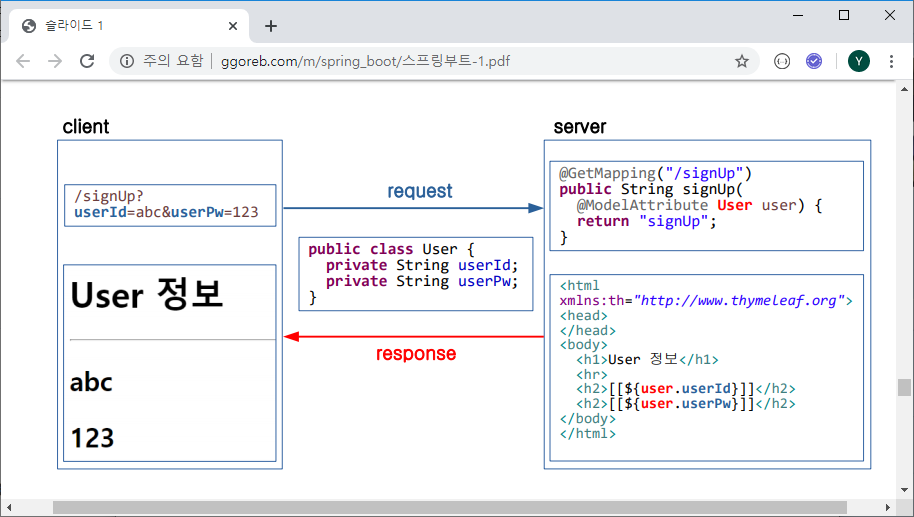 슬라이드 1
주의 요함
ggoreb.com/m/spring_boot/스프링부트-1.pdf
Y
client
/signUp?
userId=abc&userPw=123
User 정보
abc
123
request
public class User {
private String userId;
private String userPw;
}
response
server
@GetMapping("/signUp")
public String signUp(
@ModelAttribute User user) {
return "signUp";
}
<html
xmlns:th="http://www.thymeleaf.org">
<head>
</head>
<body>
<h1>User 정보</h1>
<hr>
<h2>[[${user.userId}]]</h2>
<h2>[[${user.userPw}]]</h2>
</body>
</html>